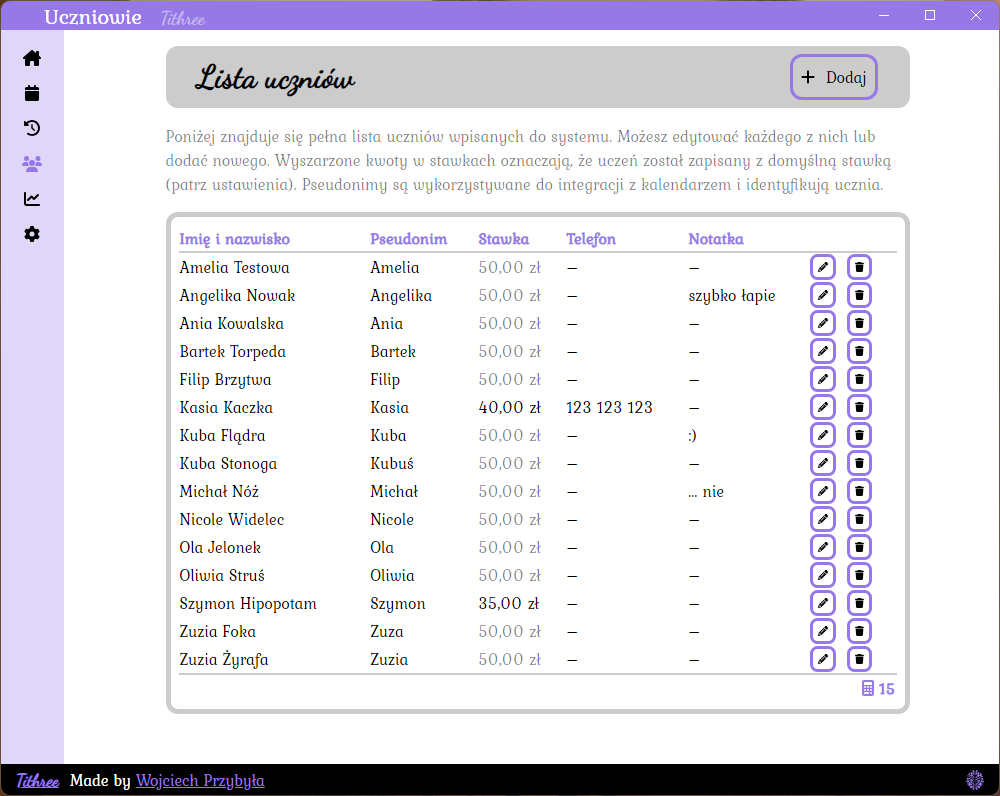 Uczniowie Tithree
Lista uczniów
Dodaj
Poniżej znajduje się pełna lista uczniów wpisanych do systemu. Możesz edytować każdego z nich lub
dodać nowego. Wyszarzone kwoty w stawkach oznaczają, że uczeń został zapisany z domyślną stawką
(patrz ustawienia). Pseudonimy są wykorzystywane do integracji z kalendarzem i identyfikują ucznia.
Imię i nazwisko Pseudonim Stawka Telefon Notatka
Amelia Testowa Amelia 50,00 zł – –
Angelika Nowak Angelika 50,00 zł – szybko łapie
Ania Kowalska Ania 50,00 zł – –
Bartek Torpeda Bartek 50,00 zł – –
Filip Brzytwa Filip 50,00 zł – –
Kasia Kaczka Kasia 40,00 zł 123 123 123 –
Kuba Flądra Kuba 50,00 zł – :)
Kuba Stonoga Kubuś 50,00 zł – –
Michał Nóż Michał 50,00 zł – ... nie
Nicole Widelec Nicole 50,00 zł – –
Ola Jelonek Ola 50,00 zł – –
Oliwia Struś Oliwia 50,00 zł – –
Szymon Hipopotam Szymon 35,00 zł – –
Zuzia Foka Zuza 50,00 zł – –
Zuzia Żyrafa Zuzia 50,00 zł – –
15
Tithree Made by Wojciech Przybyła